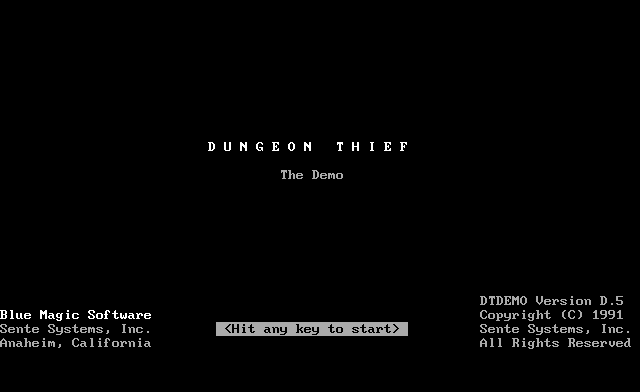 D U N G E O N   T H I E F
The Demo
DTDEMO Version D.5
Blue Magic Software
Copyright (C) 1991
Sente Systems, Inc.
<Hit any key to start>
Sente Systems, Inc.
Anaheim, California
All Rights Reserved